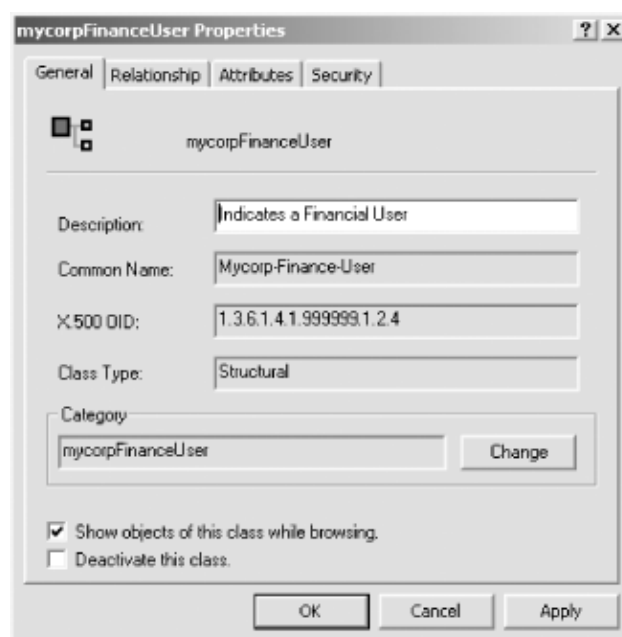 mycorpFinanceUser Properties
? X
General Relationship Attributes Security
mycorpFinanceUser
Description: Indicates a Financial User
Common Name: Mycorp-Finance-User
X.500 OID: 1.3.6.1.4.1.999999.1.2.4
Class Type: Structural
Category
mycorpFinanceUser Change
Show objects of this class while browsing.
Deactivate this class.
OK Cancel Apply